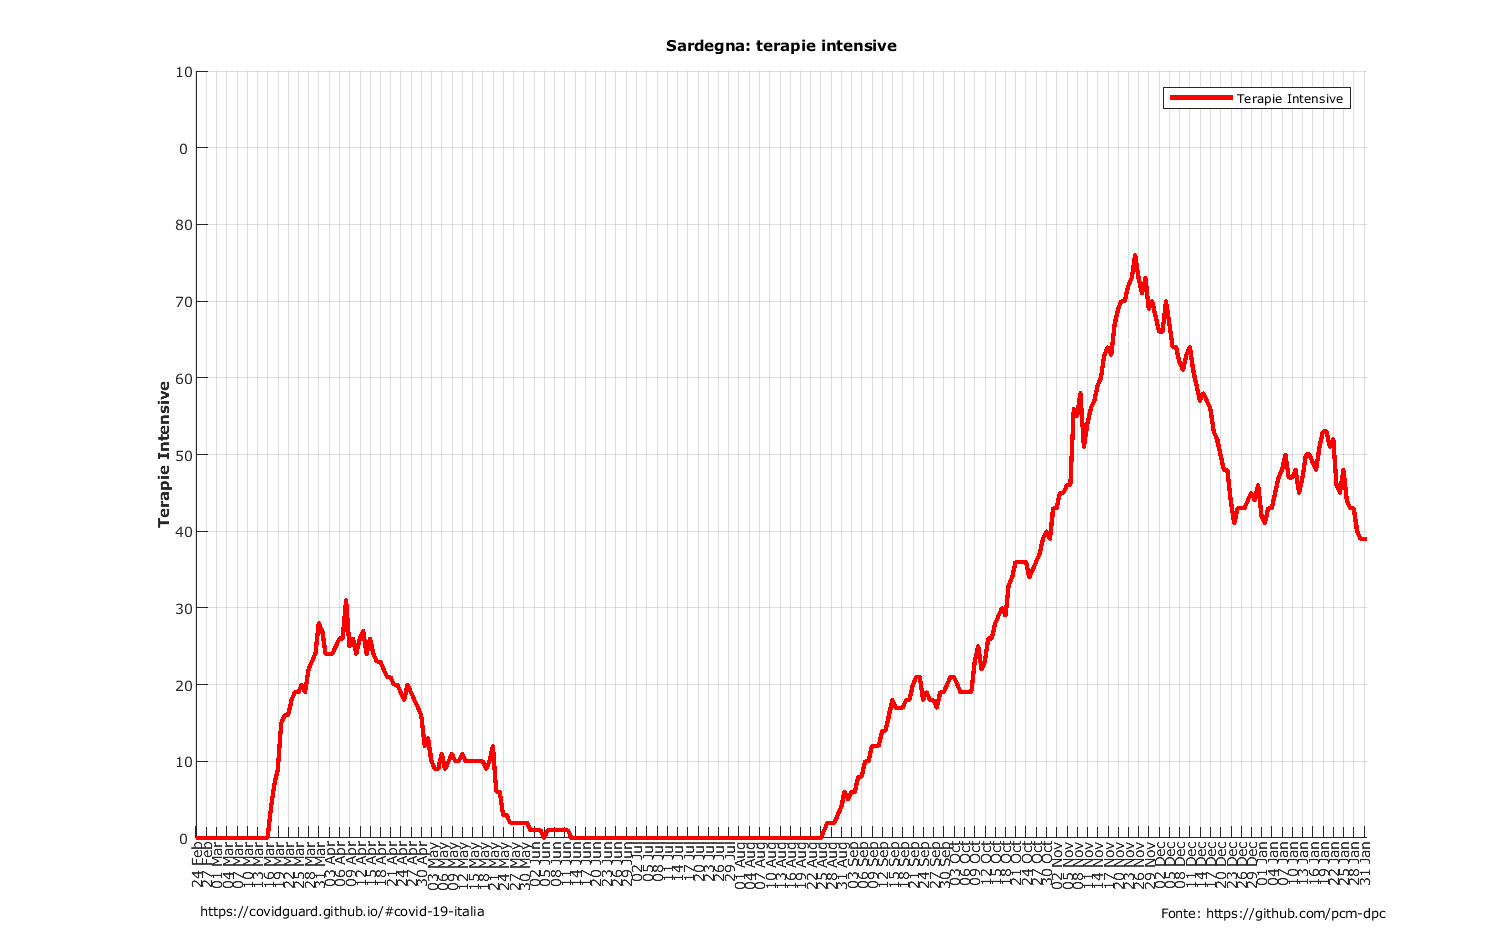 Sardegna: terapie intensive
10
0
80
70
60
50
40
30
20
10
0
Terapie Intensive
Terapie Intensive
24 Feb
27 Feb
01 Mar
04 Mar
07 Mar
10 Mar
13 Mar
16 Mar
19 Mar
22 Mar
25 Mar
28 Mar
31 Mar
03 Apr
06 Apr
09 Apr
12 Apr
15 Apr
18 Apr
21 Apr
24 Apr
27 Apr
30 Apr
03 May
06 May
09 May
12 May
15 May
18 May
21 May
24 May
27 May
30 May
02 Jun
05 Jun
08 Jun
11 Jun
14 Jun
17 Jun
20 Jun
23 Jun
26 Jun
29 Jun
02 Jul
05 Jul
08 Jul
11 Jul
14 Jul
17 Jul
20 Jul
23 Jul
26 Jul
29 Jul
01 Aug
04 Aug
07 Aug
10 Aug
13 Aug
16 Aug
19 Aug
22 Aug
25 Aug
28 Aug
31 Aug
03 Sep
06 Sep
09 Sep
12 Sep
15 Sep
18 Sep
21 Sep
24 Sep
27 Sep
30 Sep
03 Oct
06 Oct
09 Oct
12 Oct
15 Oct
18 Oct
21 Oct
24 Oct
27 Oct
30 Oct
02 Nov
05 Nov
08 Nov
11 Nov
14 Nov
17 Nov
20 Nov
23 Nov
26 Nov
29 Nov
02 Dec
05 Dec
08 Dec
11 Dec
14 Dec
17 Dec
20 Dec
23 Dec
26 Dec
29 Dec
01 Jan
04 Jan
07 Jan
10 Jan
13 Jan
16 Jan
19 Jan
22 Jan
25 Jan
28 Jan
31 Jan
https://covidguard.github.io/#covid-19-italia
Fonte: https://github.com/pcm-dpc